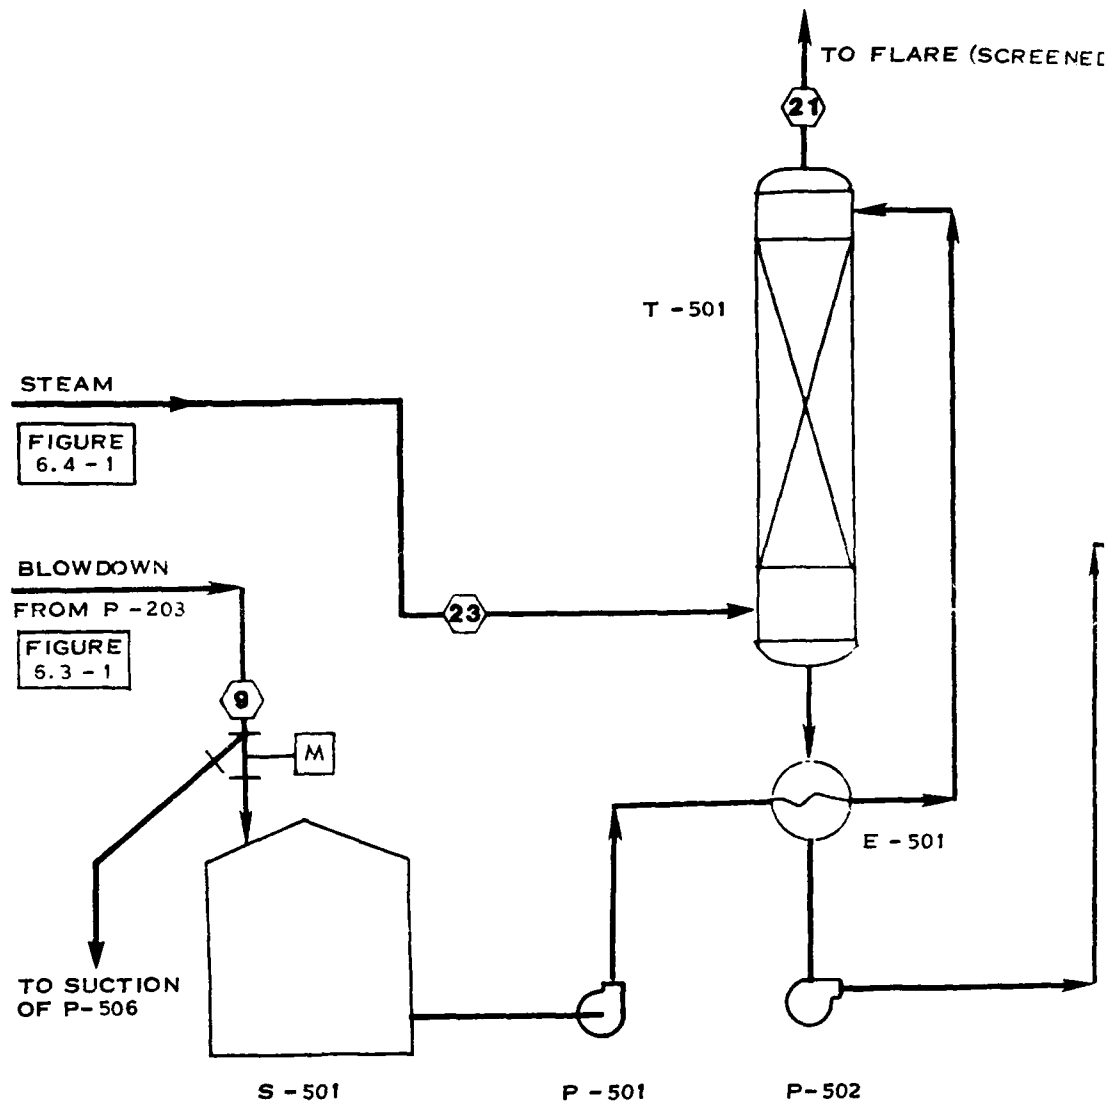 TO FLARE (SCREENED
21
T-501
STEAM
FIGURE
6.4-1
BLOWDOWN
FROM P-203
FIGURE
6.3-1
23
9
M
E-501
TO SUCTION
OF P-506
S-501
P-501
P-502